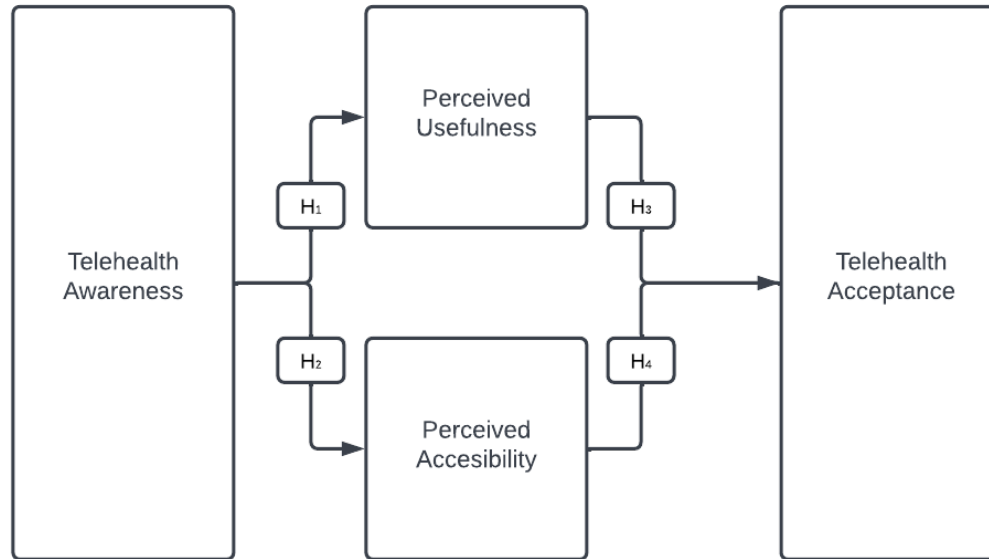 Telehealth
Awareness
H₁
H₂
Perceived
Usefulness
Perceived
Accesibility
H₃
H₄
Telehealth
Acceptance